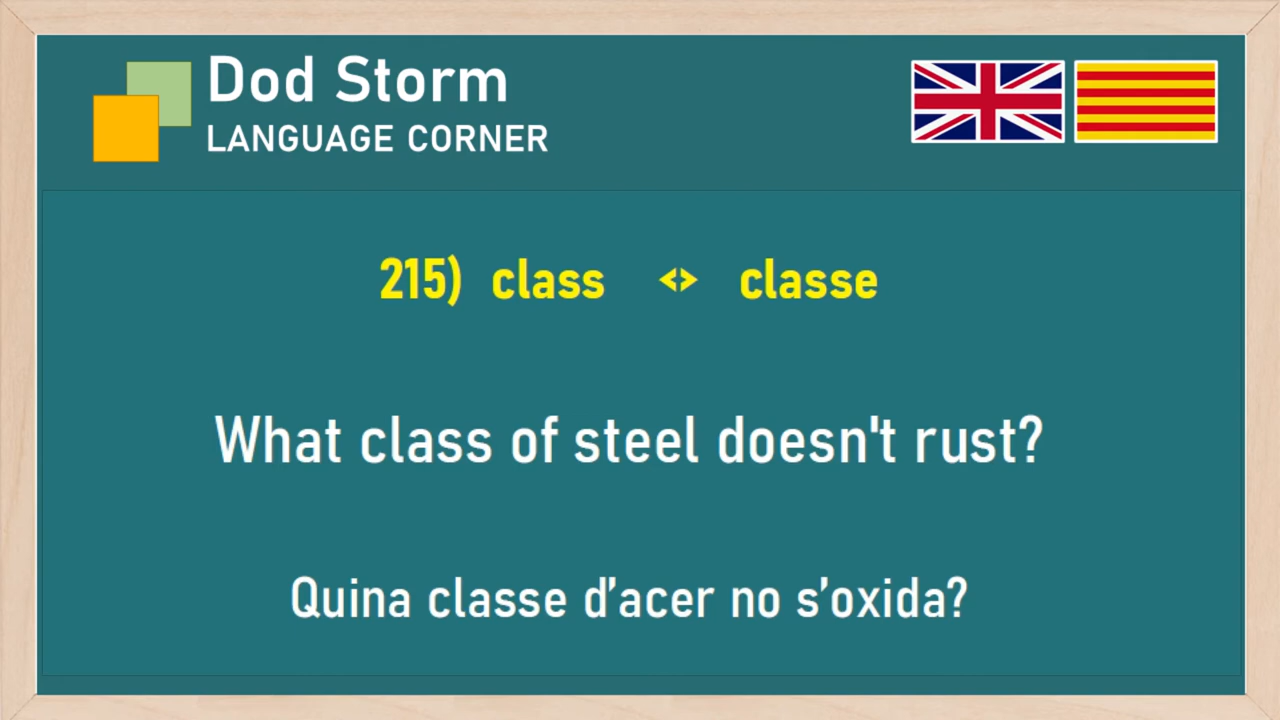 Dod Storm
LANGUAGE CORNER
215) class <> classe
What class of steel doesn't rust?
Quina classe d’acer no s’oxida?